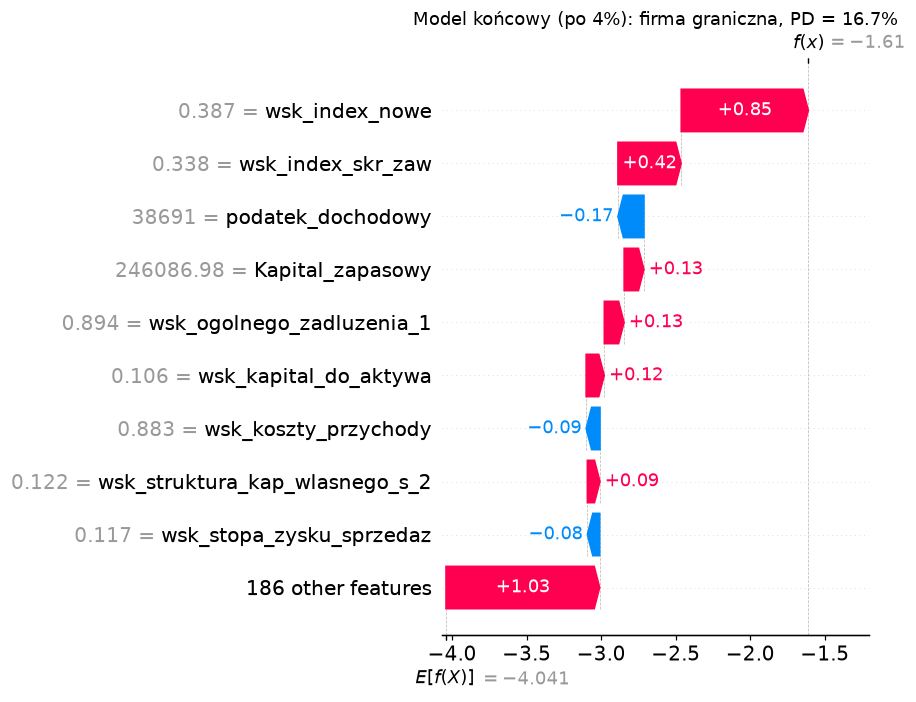 Model końcowy (po 4%): firma graniczna, PD = 16.7%
f(x) = −1.61
0.387 = wsk_index_nowe +0.85
0.338 = wsk_index_skr_zaw +0.42
38691 = podatek_dochodowy −0.17
246086.98 = Kapital_zapasowy +0.13
0.894 = wsk_ogolnego_zadluzenia_1 +0.13
0.106 = wsk_kapital_do_aktywa +0.12
0.883 = wsk_koszty_przychody −0.09
0.122 = wsk_struktura_kap_wlasnego_s_2 +0.09
0.117 = wsk_stopa_zysku_sprzedaz −0.08
186 other features +1.03
−4.0 −3.5 −3.0 −2.5 −2.0 −1.5
E[f(X)] = −4.041